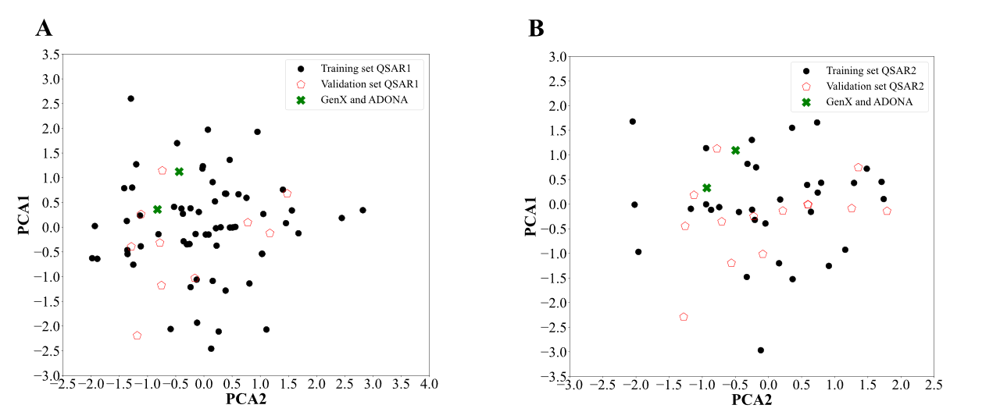 A
3.5
3.0
2.5
2.0
1.5
1.0
0.5
0.0
−0.5
−1.0
−1.5
−2.0
−2.5
−3.0
PCA1
Training set QSAR1
Validation set QSAR1
GenX and ADONA
−2.5 −2.0 −1.5 −1.0 −0.5 0.0 0.5 1.0 1.5 2.0 2.5 3.0 3.5 4.0
PCA2
B
3.0
2.5
2.0
1.5
1.0
0.5
0.0
−0.5
−1.0
−1.5
−2.0
−2.5
−3.0
−3.5
PCA1
Training set QSAR2
Validation set QSAR2
GenX and ADONA
−3.0 −2.5 −2.0 −1.5 −1.0 −0.5 0.0 0.5 1.0 1.5 2.0 2.5
PCA2